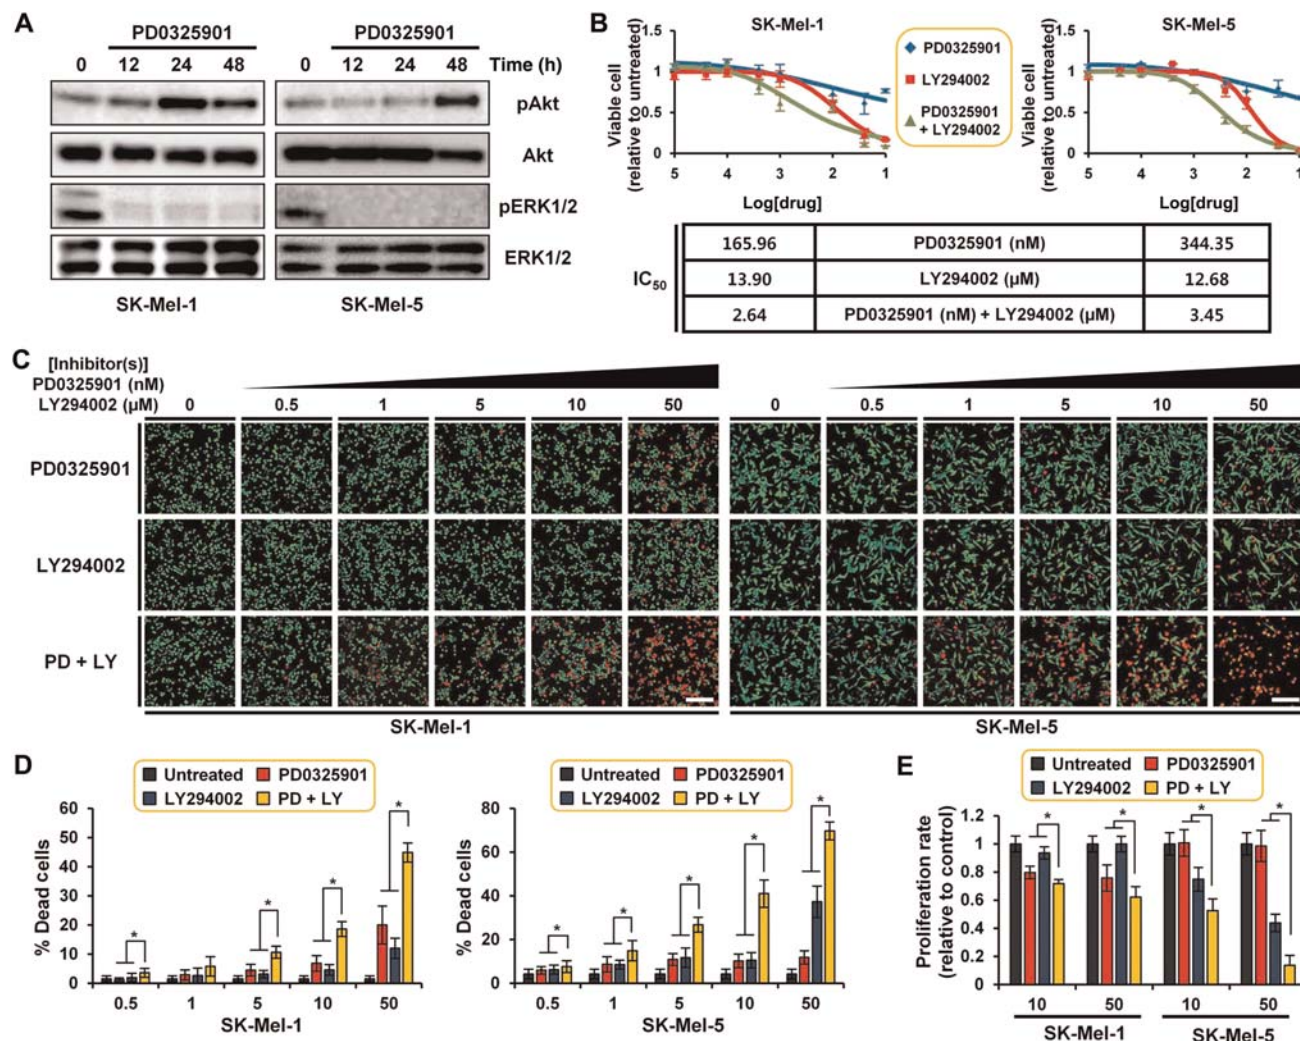 A
PD0325901
PD0325901
0 12 24 48 0 12 24 48 Time (h)
pAkt
Akt
pERK1/2
ERK1/2
SK-Mel-1 SK-Mel-5
B
SK-Mel-1
SK-Mel-5
Viable cell
(relative to untreated)
1.5
1
0.5
0
5 4 3 2 1
Log[drug]
PD0325901
LY294002
PD0325901
+ LY294002
Viable cell
(relative to untreated)
1.5
1
0.5
0
5 4 3 2 1
Log[drug]
IC50
165.96 PD0325901 (nM) 344.35
13.90 LY294002 (μM) 12.68
2.64 PD0325901 (nM) + LY294002 (μM) 3.45
C
[Inhibitor(s)]
PD0325901 (nM)
LY294002 (μM) 0 0.5 1 5 10 50 0 0.5 1 5 10 50
PD0325901
LY294002
PD + LY
SK-Mel-1 SK-Mel-5
D
Untreated PD0325901
LY294002 PD + LY
% Dead cells
60
50
40
30
20
10
0
* * * *
0.5 1 5 10 50
SK-Mel-1
Untreated PD0325901
LY294002 PD + LY
% Dead cells
80
60
40
20
0
* * * * *
0.5 1 5 10 50
SK-Mel-5
E
Untreated PD0325901
LY294002 PD + LY
Proliferation rate
(relative to control)
1.2
1
0.8
0.6
0.4
0.2
0
* * * *
10 50 10 50
SK-Mel-1 SK-Mel-5